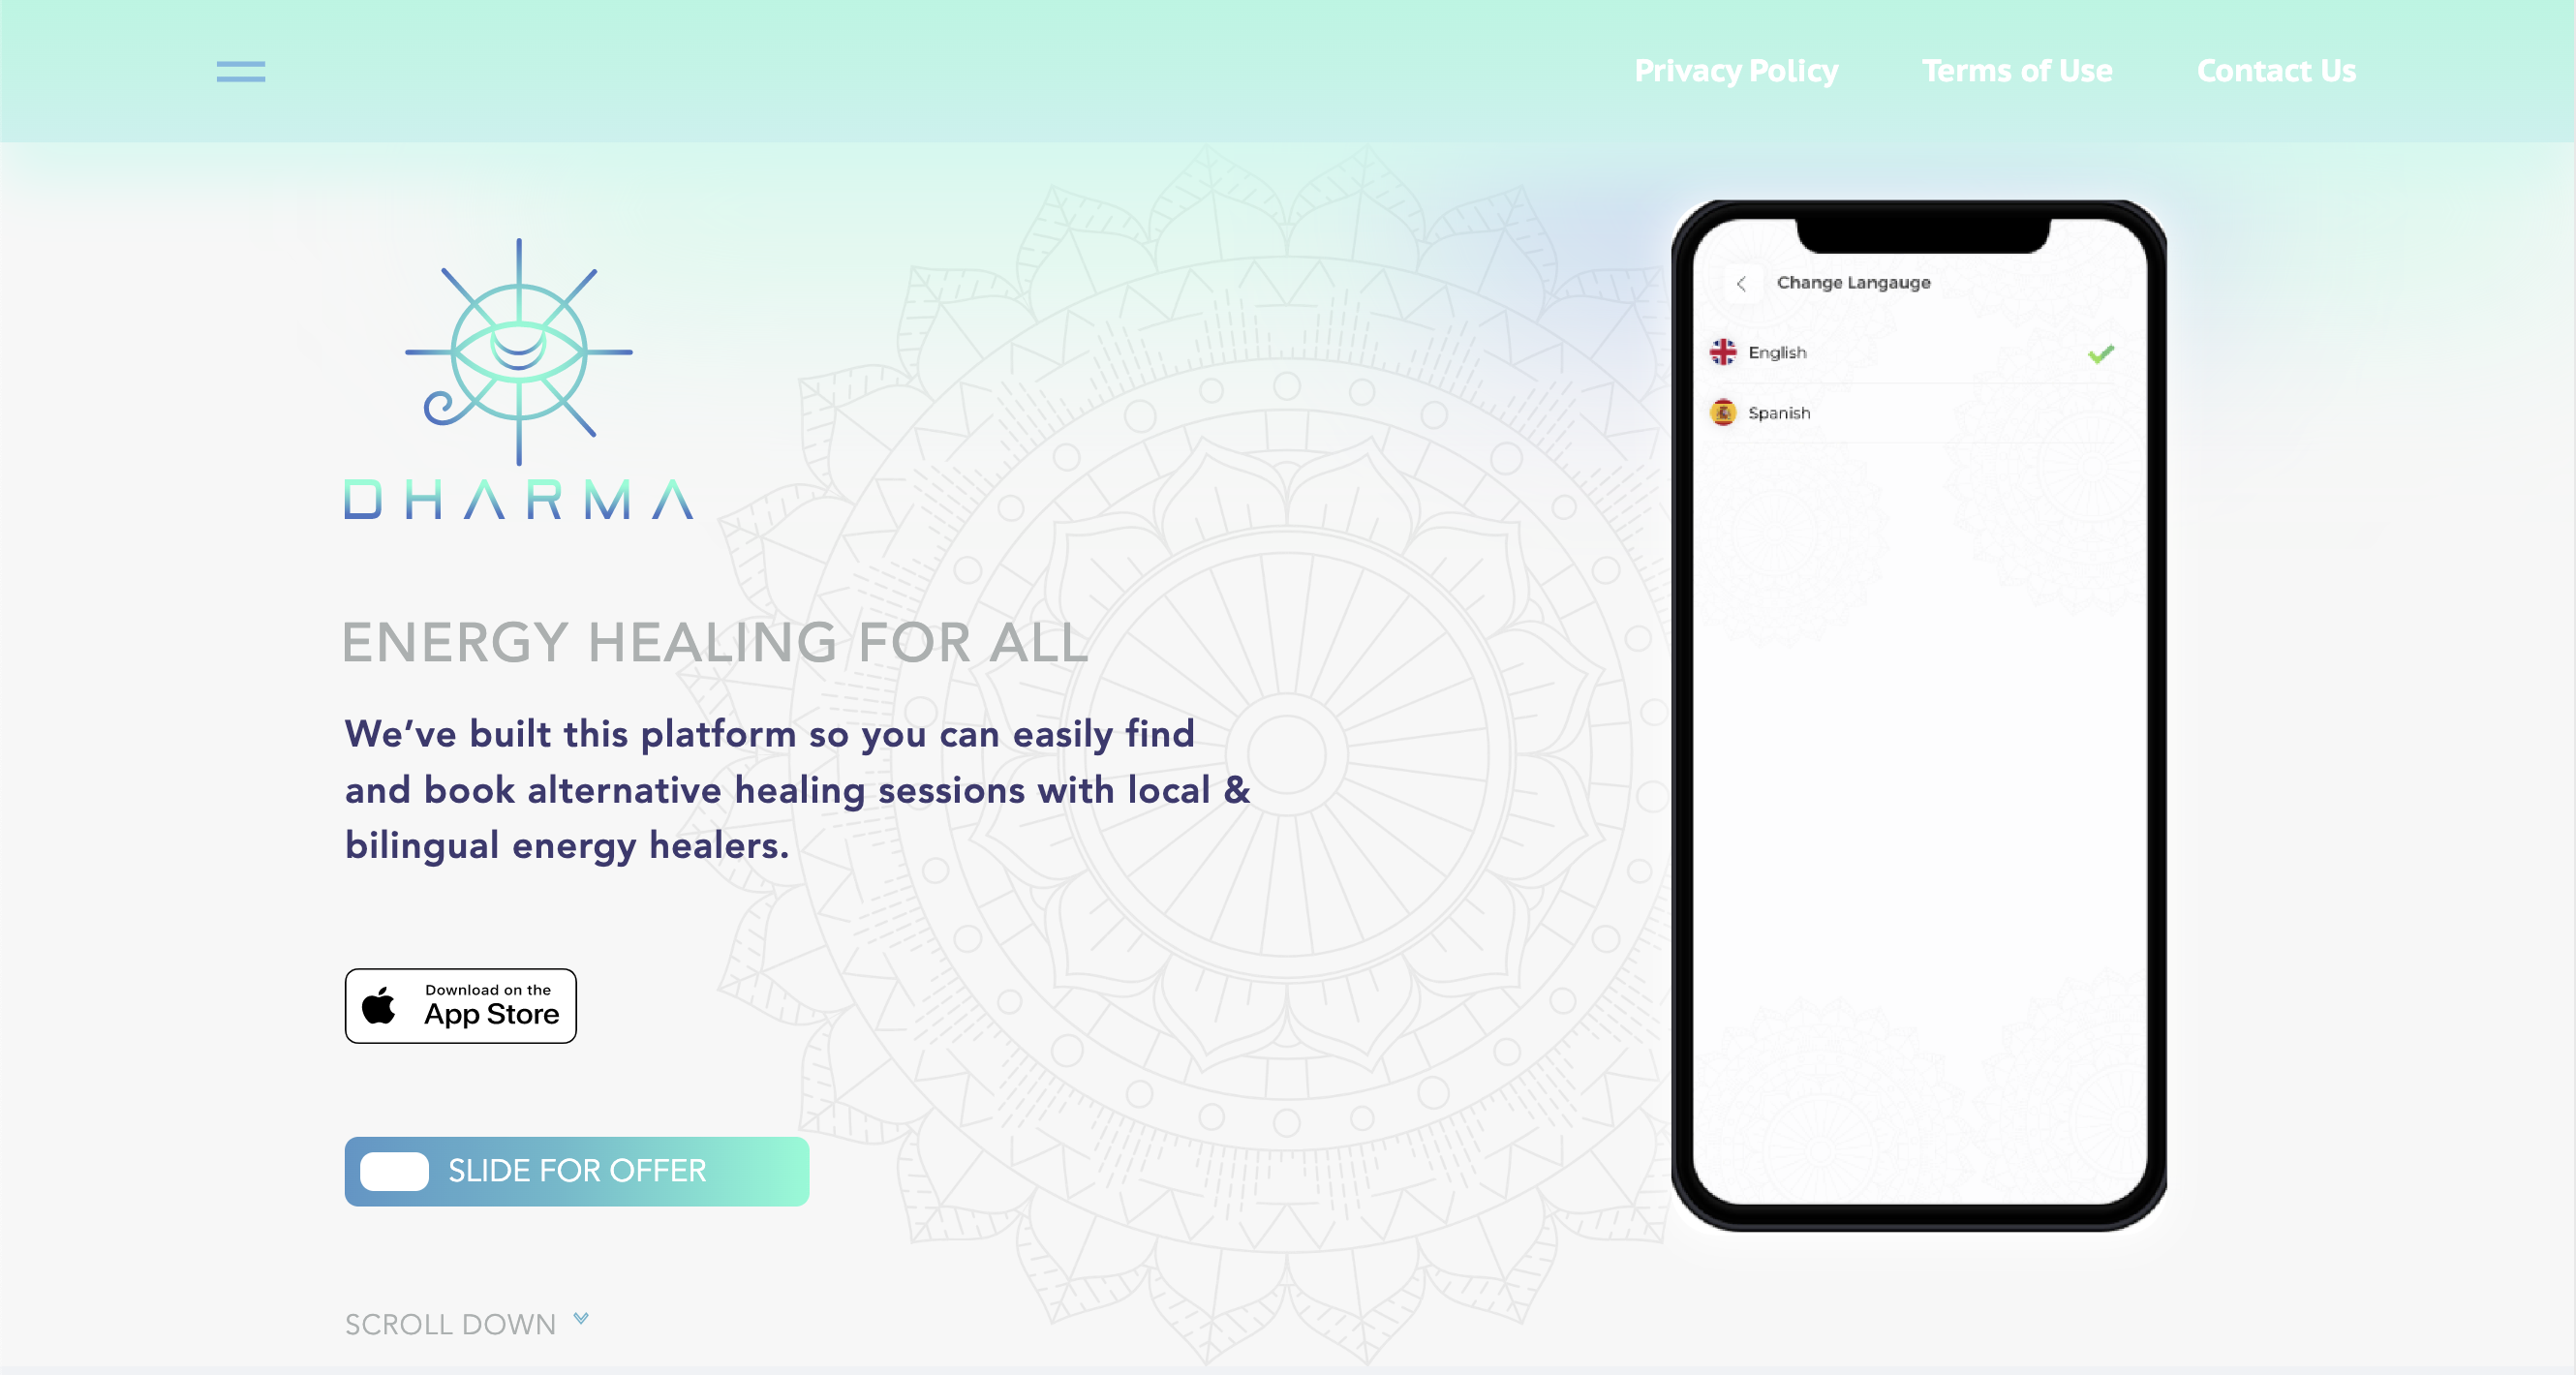 Privacy Policy
Terms of Use
Contact Us
DHARMA
ENERGY HEALING FOR ALL
We’ve built this platform so you can easily find
and book alternative healing sessions with local &
bilingual energy healers.
Download on the
App Store
SLIDE FOR OFFER
SCROLL DOWN
Change Langauge
English
Spanish